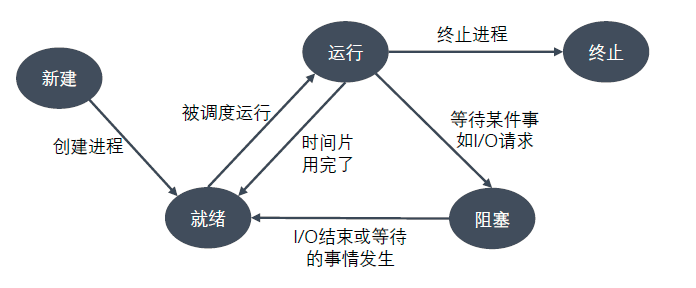 终止进程
运行
终止
新建
被调度运行
等待某件事
如I/O请求
时间片
用完了
创建进程
就绪
阻塞
I/O结束或等待
的事情发生